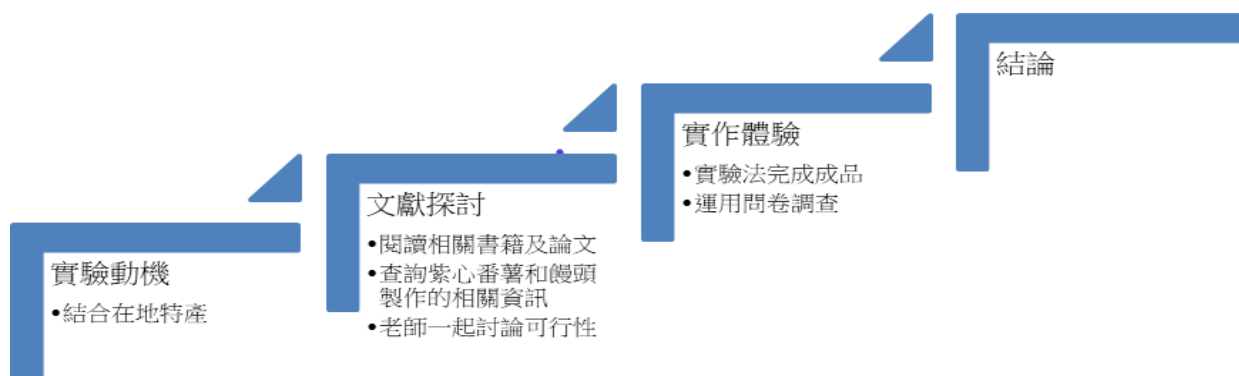 實驗動機
•結合在地特產
文獻探討
•閱讀相關書籍及論文
•查詢紫心番薯和饅頭
製作的相關資訊
•老師一起討論可行性
實作體驗
•實驗法完成成品
•運用問卷調查
結論